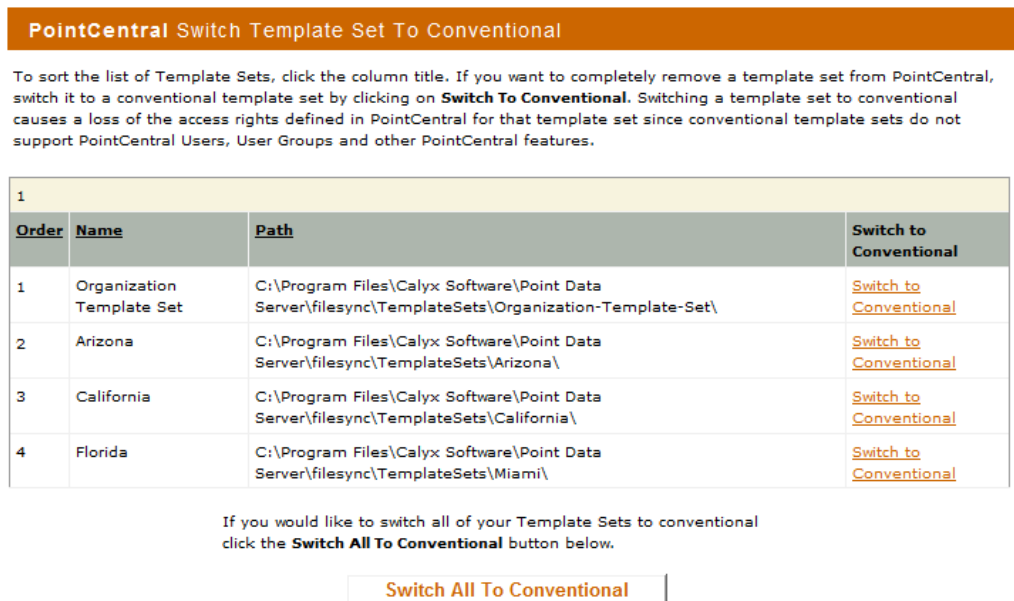 PointCentral Switch Template Set To Conventional
To sort the list of Template Sets, click the column title. If you want to completely remove a template set from PointCentral,
switch it to a conventional template set by clicking on Switch To Conventional. Switching a template set to conventional
causes a loss of the access rights defined in PointCentral for that template set since conventional template sets do not
support PointCentral Users, User Groups and other PointCentral features.
1
Order Name Path Switch to
Conventional
1 Organization C:\Program Files\Calyx Software\Point Data Switch to
Template Set Server\filesync\TemplateSets\Organization-Template-Set\ Conventional
2 Arizona C:\Program Files\Calyx Software\Point Data Switch to
Server\filesync\TemplateSets\Arizona\ Conventional
3 California C:\Program Files\Calyx Software\Point Data Switch to
Server\filesync\TemplateSets\California\ Conventional
4 Florida C:\Program Files\Calyx Software\Point Data Switch to
Server\filesync\TemplateSets\Miami\ Conventional
If you would like to switch all of your Template Sets to conventional
click the Switch All To Conventional button below.
Switch All To Conventional